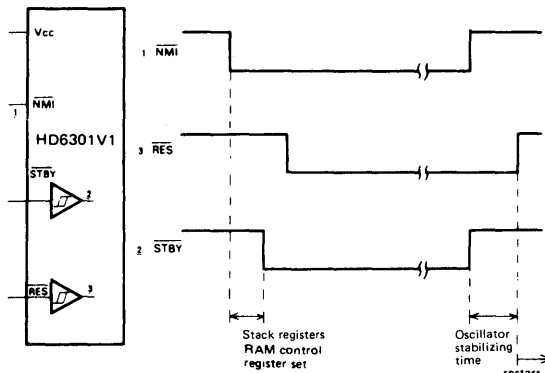 Vcc
1 NMI
HD6301V1
STBY
2
RES
3
1 NMI
3 RES
2 STBY
Stack registers
RAM control
register set
Oscillator
stabilizing
time
restart